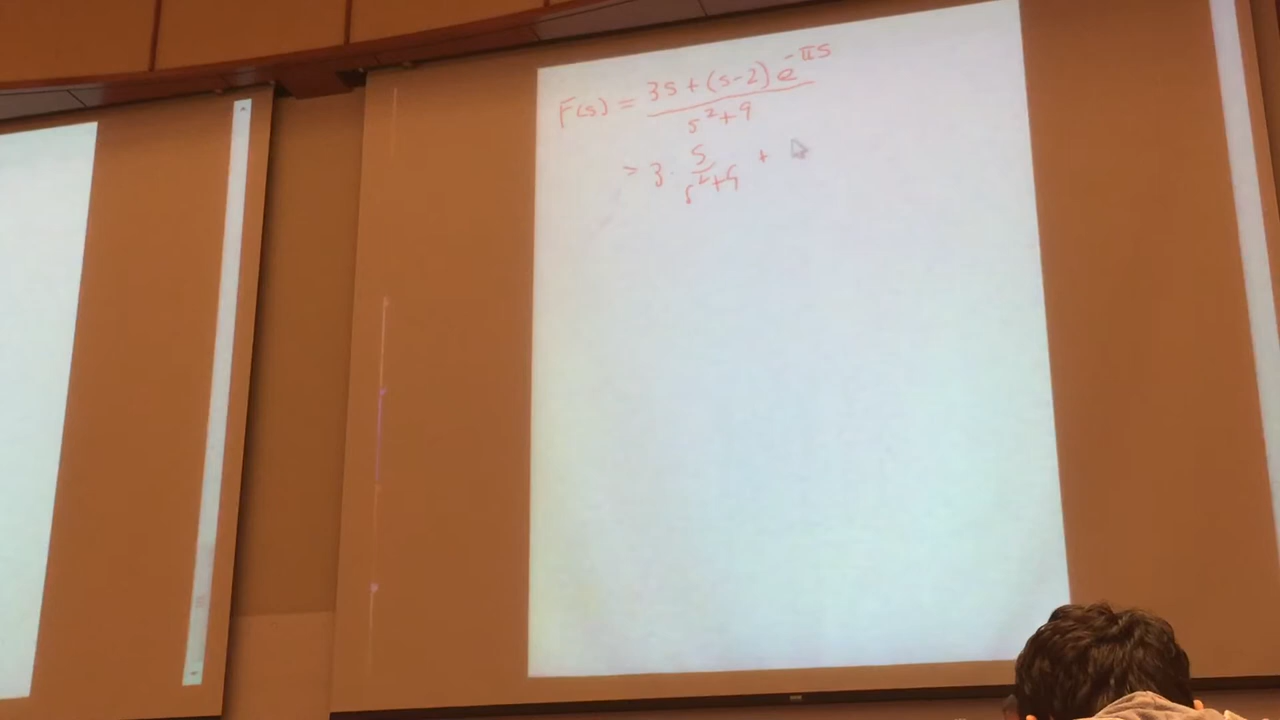 F(s) = (3s + (s-2) e^{-πs}) / (s^2+9)
= 3 · s / (s^2+9) +